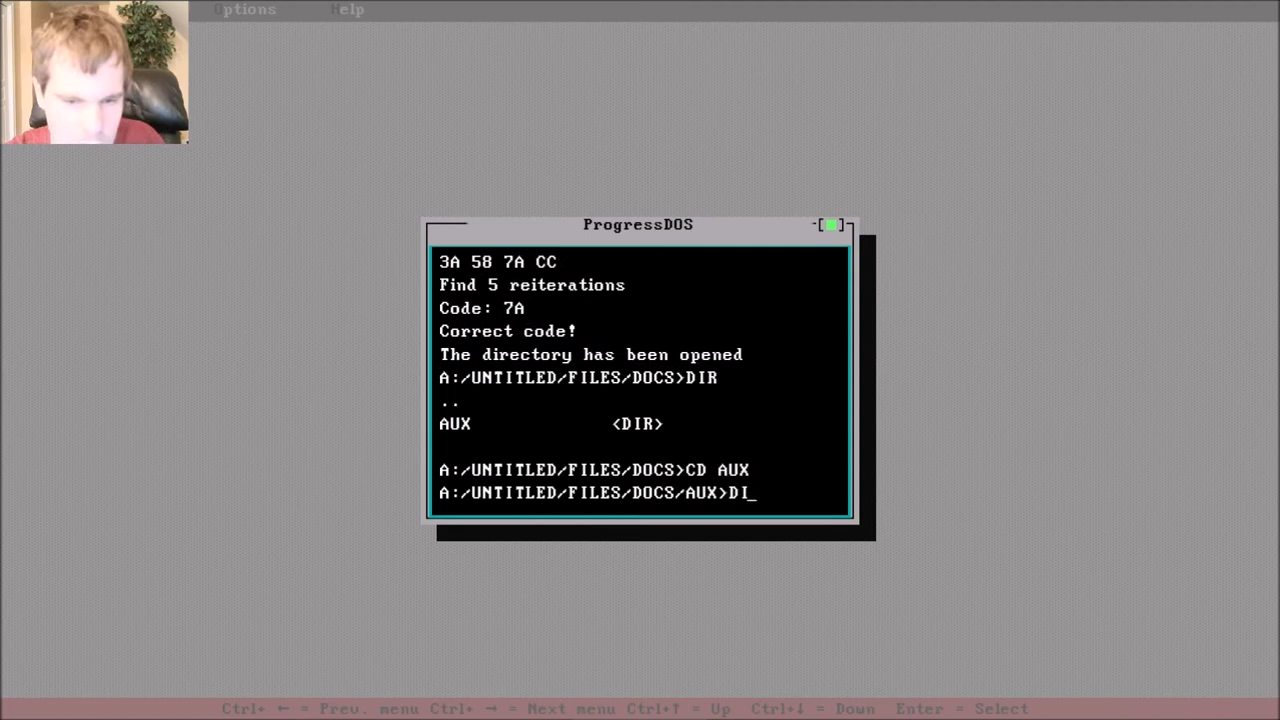 Options Help
ProgressDOS
3A 58 7A CC
Find 5 reiterations
Code: 7A
Correct code!
The directory has been opened
A:/UNTITLED/FILES/DOCS>DIR
..
AUX <DIR>
A:/UNTITLED/FILES/DOCS>CD AUX
A:/UNTITLED/FILES/DOCS/AUX>DI_
Ctrl+ ← = Prev. menu Ctrl+ → = Next menu Ctrl+↑ = Up Ctrl+↓ = Down Enter = Select